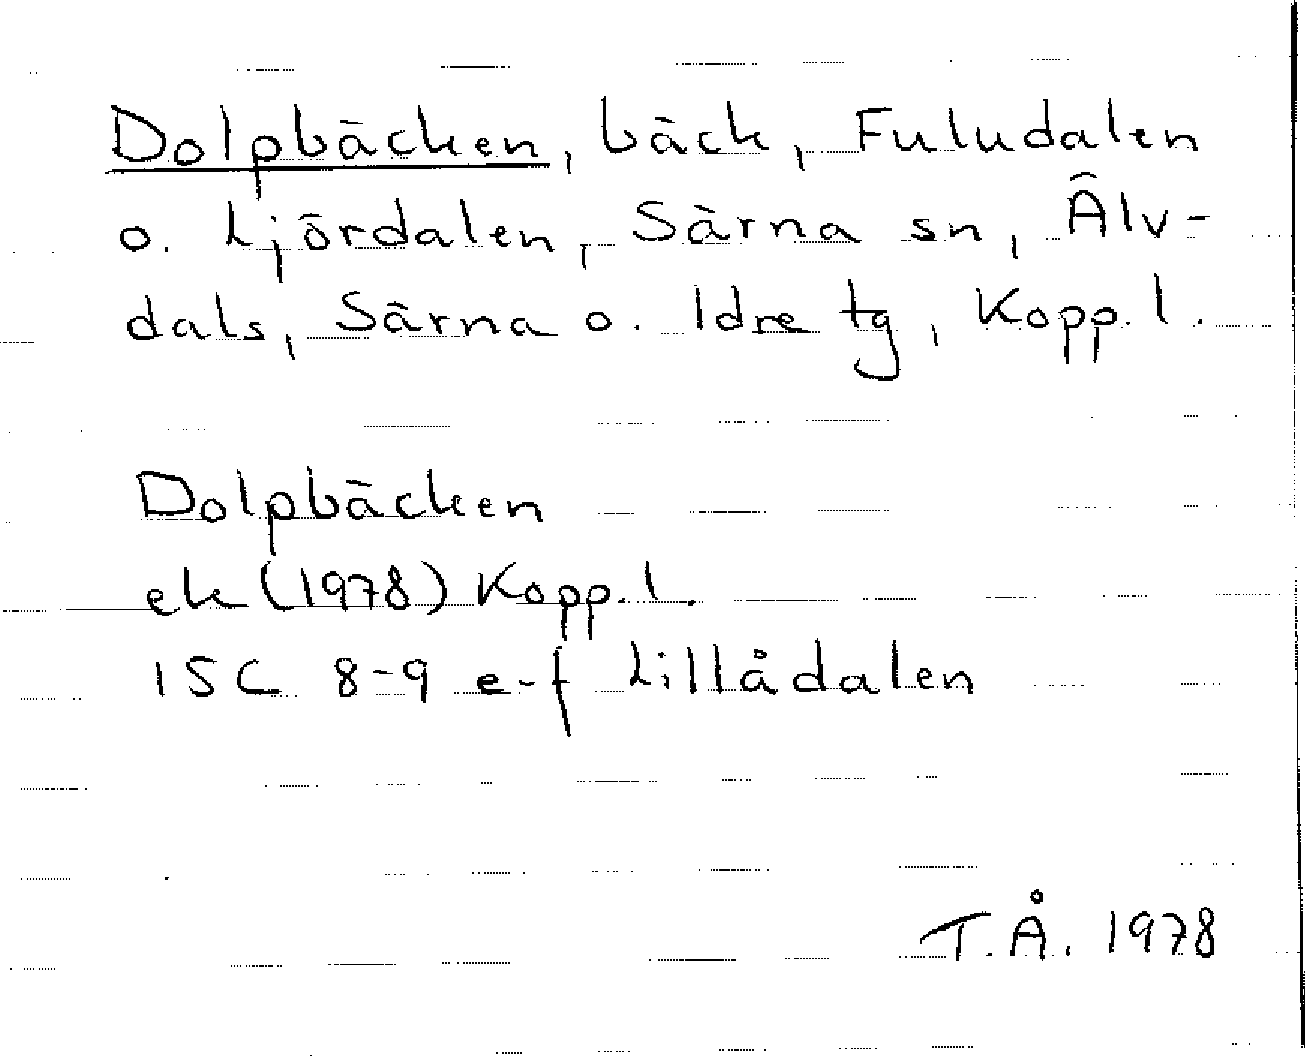 Dolpbäcken, bäck, Fuludalen
o. Ljördalen, Särna sn, Älv-
dals, Särna o. Idre tg, Kopp. l.
Dolpbäcken
ek (1978) Kopp. l.
15C 8-9 e-f Lillådalen
T.Å. 1978